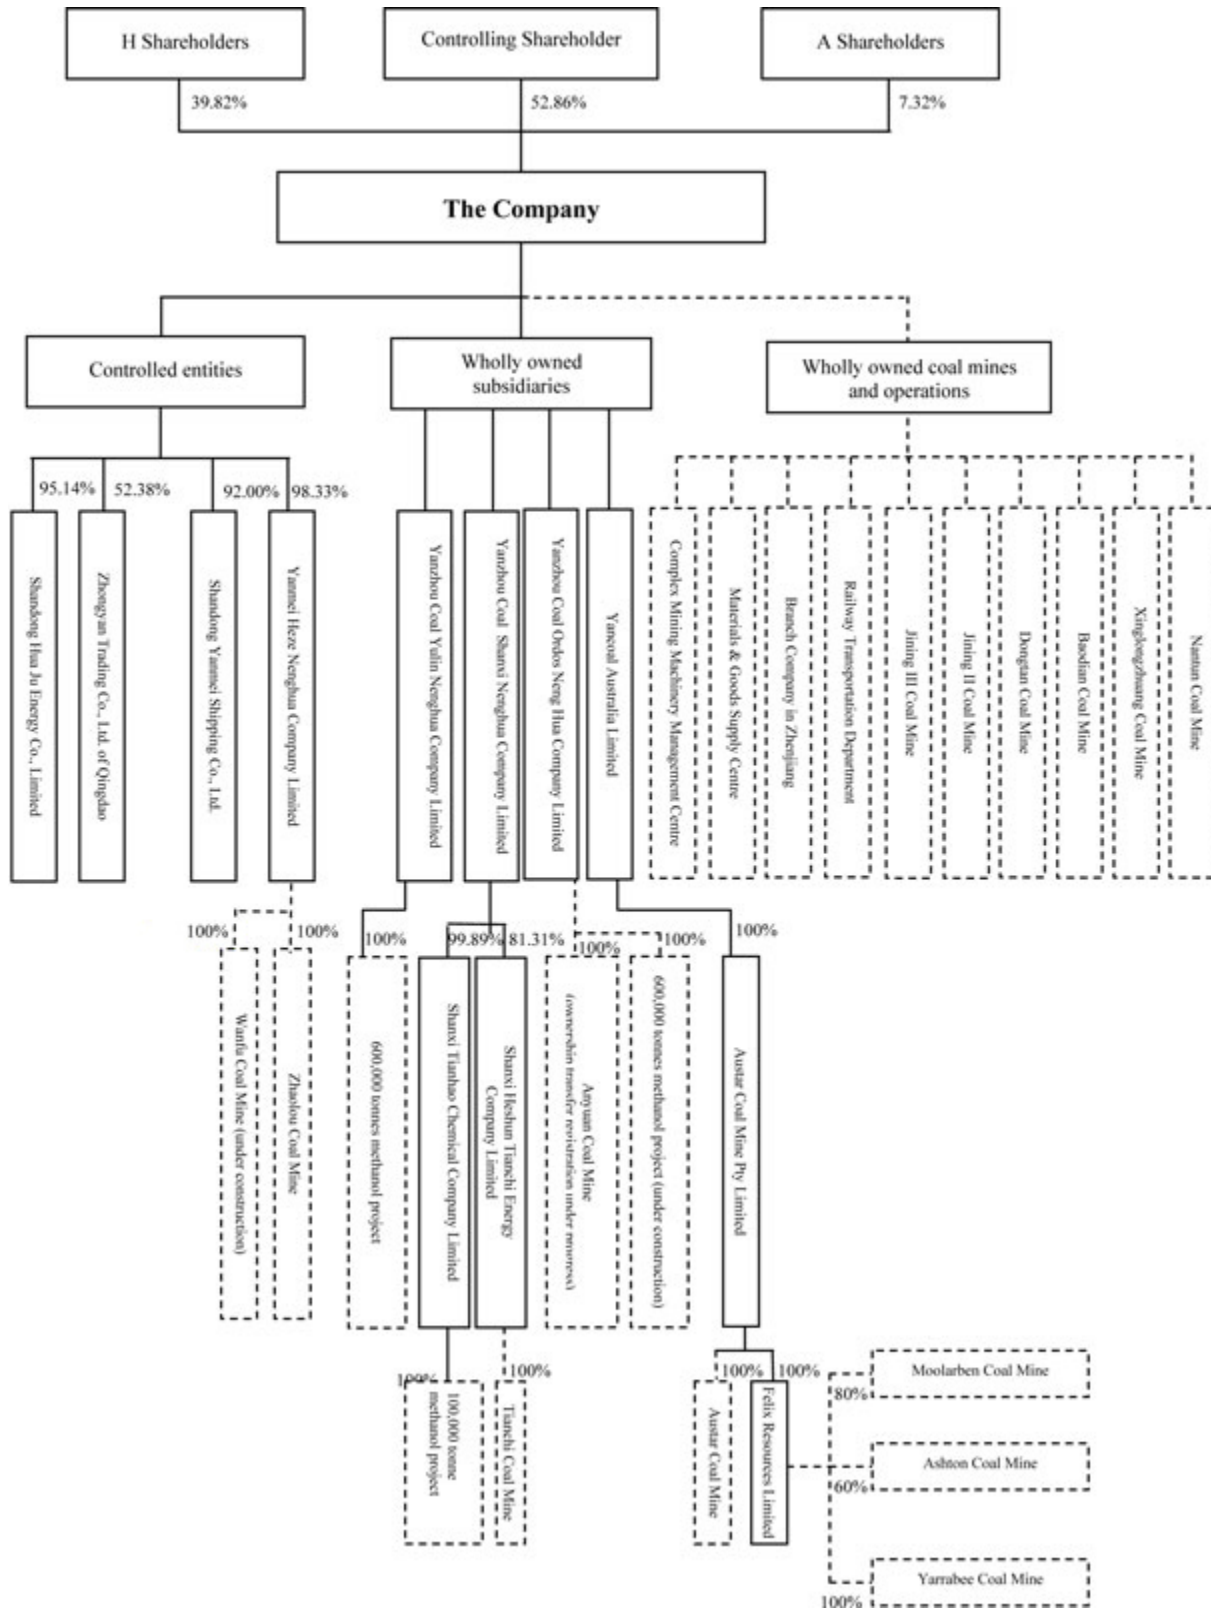 H Shareholders
Controlling Shareholder
A Shareholders
39.82%
52.86%
7.32%
The Company
Controlled entities
Wholly owned
subsidiaries
Wholly owned coal mines
and operations
95.14%
52.38%
92.00%
98.33%
Shandong Hua Ju Energy Co., Limited
Zhongyan Trading Co., Ltd. of Qingdao
Shandong Yanmei Shipping Co., Ltd.
Yanmei Heze Nenghua Company Limited
Yanzhou Coal Yulin Nenghua Company Limited
Yanzhou Coal Shanxi Nenghua Company Limited
Yanzhou Coal Ordos Neng Hua Company Limited
Yancoal Australia Limited
Complex Mining Machinery Management Centre
Materials & Goods Supply Centre
Branch Company in Zhenjiang
Railway Transportation Department
Jining III Coal Mine
Jining II Coal Mine
Dongtan Coal Mine
Baodian Coal Mine
Xinglongzhuang Coal Mine
Nantun Coal Mine
100%
100%
100%
99.89%
81.31%
100%
100%
100%
Wanfu Coal Mine (under construction)
Zhaolou Coal Mine
600,000 tonnes methanol project
Shanxi Tianhao Chemical Company Limited
Shanxi Heshun Tianchi Energy
Company Limited
Anyuan Coal Mine
(ownership transfer registration under progress)
600,000 tonnes methanol project (under construction)
Austar Coal Mine Pty Limited
100%
100%
100%
100%
100,000 tonne
methanol project
Tianchi Coal Mine
Austar Coal Mine
Felix Resources Limited
Moolarben Coal Mine
80%
Ashton Coal Mine
60%
Yarrabee Coal Mine
100%